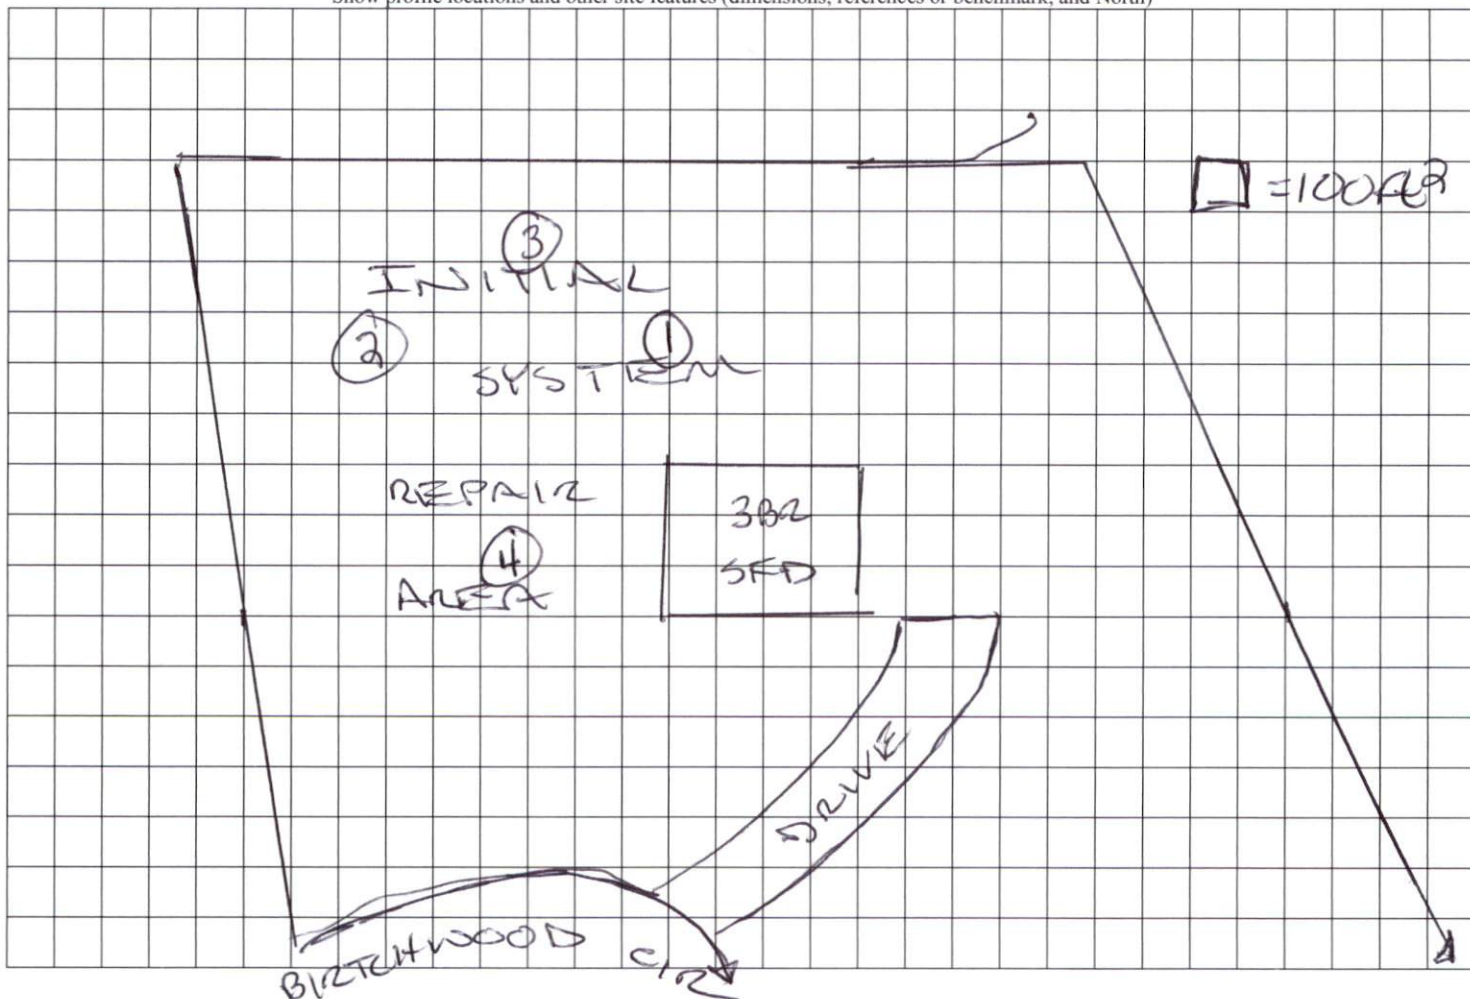 Show profile locations and other site features (dimensions, references or benchmark, and North)
□ =100ft²
③
INITIAL
② ①
SYSTEM
REPAIR
3BR
④
SFD
AREA
DRIVE
BIRTCHWOOD CIR